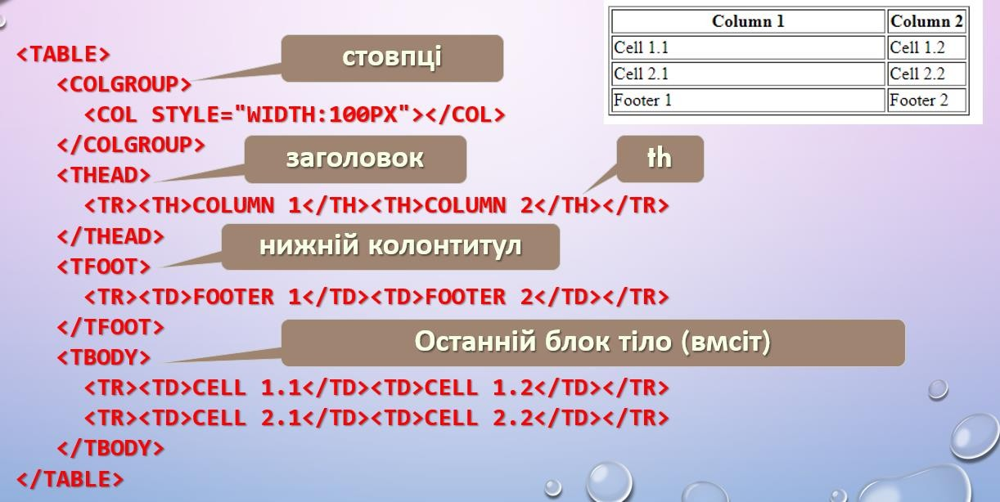 <TABLE>
стовпці
<COLGROUP>
<COL STYLE="WIDTH:100PX"></COL>
</COLGROUP>
заголовок
th
<THEAD>
<TR><TH>COLUMN 1</TH><TH>COLUMN 2</TH></TR>
</THEAD>
нижній колонтитул
<TFOOT>
<TR><TD>FOOTER 1</TD><TD>FOOTER 2</TD></TR>
</TFOOT>
Останній блок тіло (вмсіт)
<TBODY>
<TR><TD>CELL 1.1</TD><TD>CELL 1.2</TD></TR>
<TR><TD>CELL 2.1</TD><TD>CELL 2.2</TD></TR>
</TBODY>
</TABLE>
Column 1 Column 2
Cell 1.1 Cell 1.2
Cell 2.1 Cell 2.2
Footer 1 Footer 2